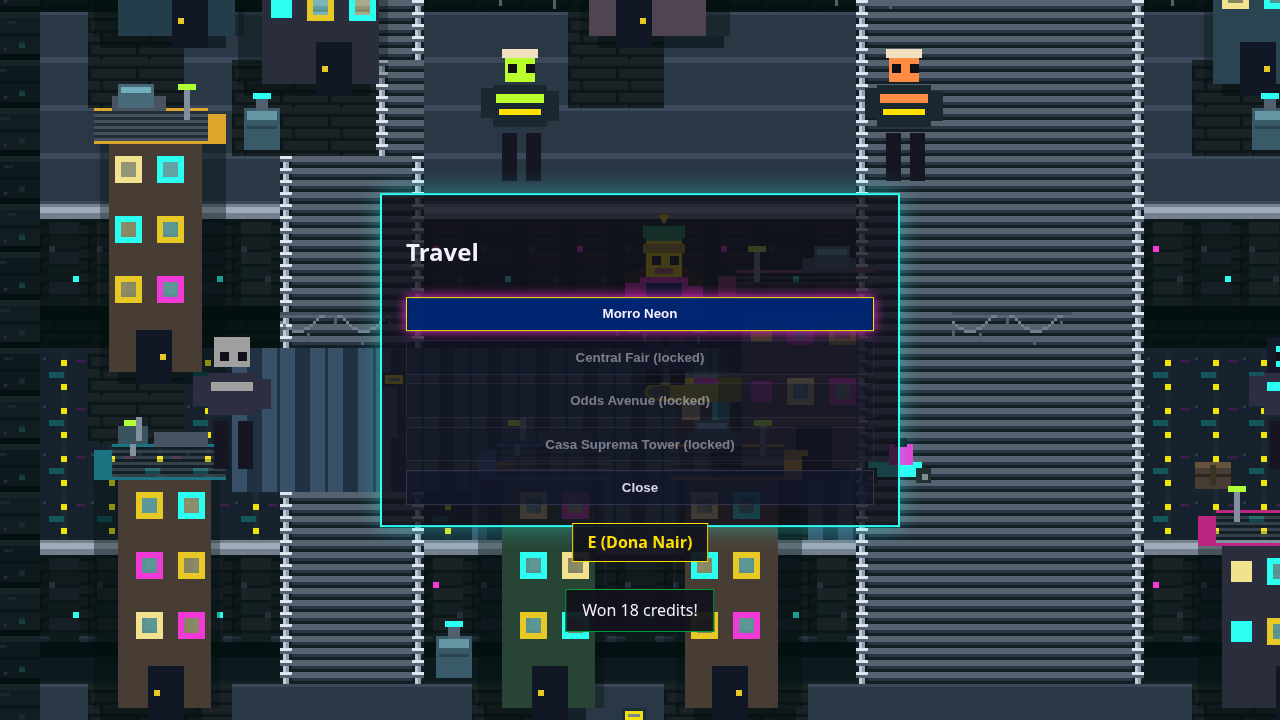 Travel
Morro Neon
Central Fair (locked)
Odds Avenue (locked)
Casa Suprema Tower (locked)
Close
E (Dona Nair)
Won 18 credits!